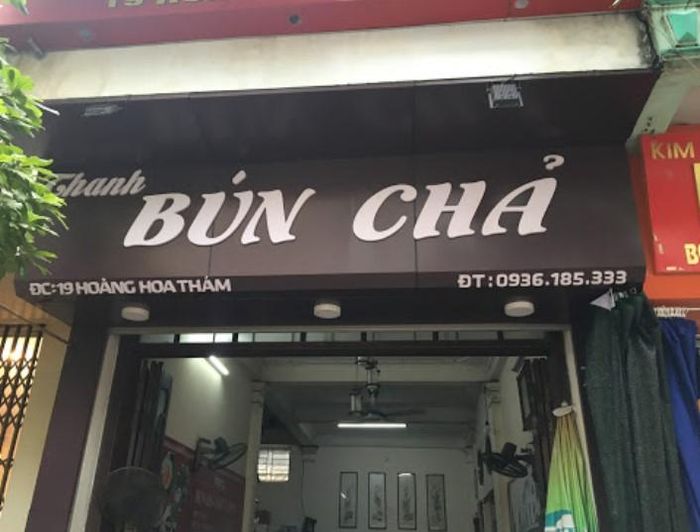 Thanh
BÚN CHẢ
ĐC:19 HOÀNG HOA THÁM
ĐT:0936.185.333
KIM